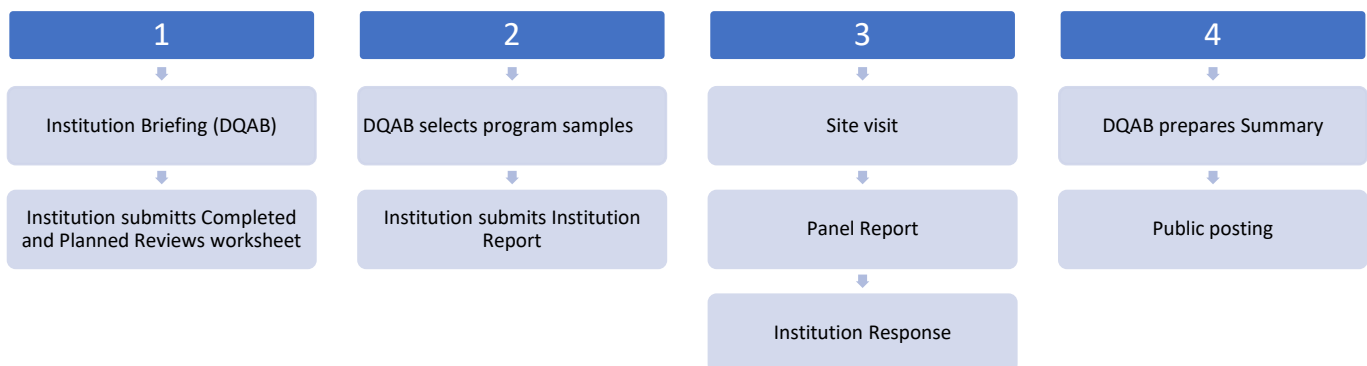 1
Institution Briefing (DQAB)
Institution submitts Completed
and Planned Reviews worksheet
2
DQAB selects program samples
Institution submits Institution
Report
3
Site visit
Panel Report
Institution Response
4
DQAB prepares Summary
Public posting